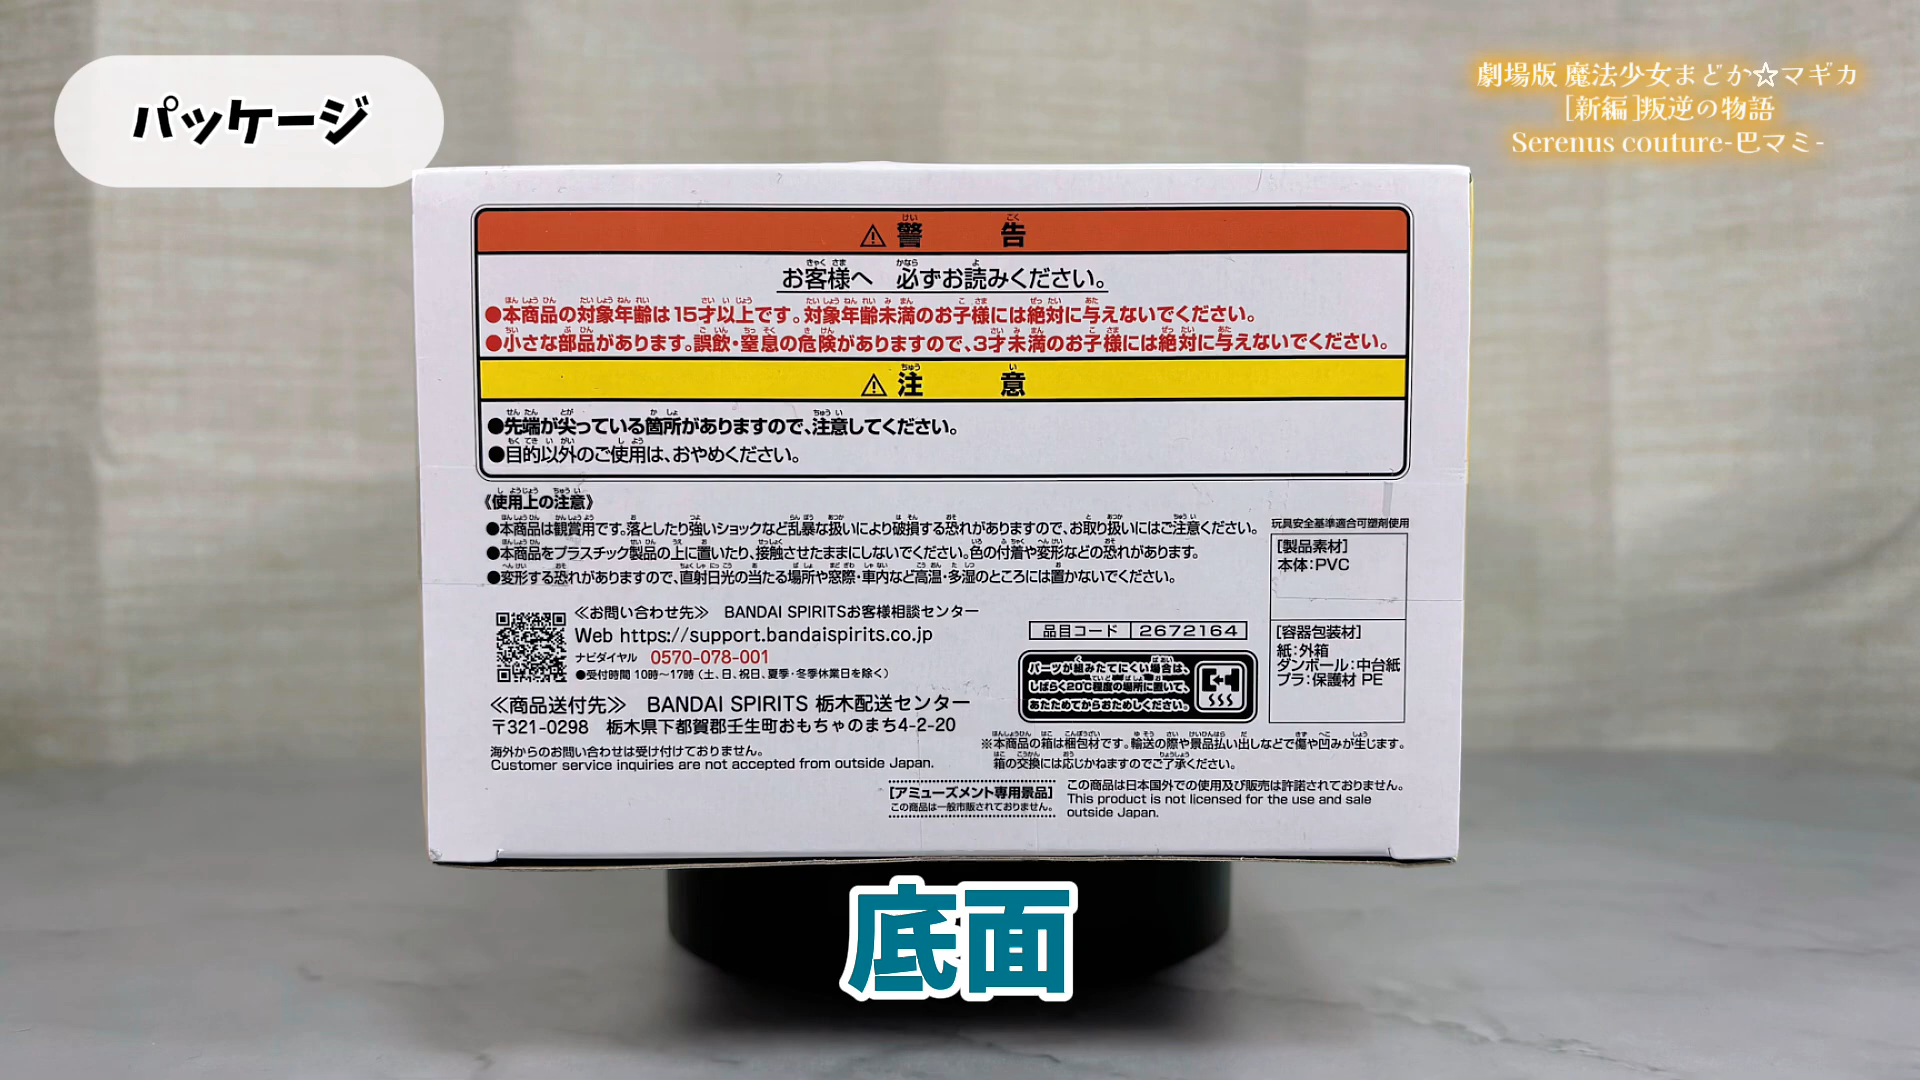 パッケージ
劇場版 魔法少女まどか☆マギカ
[新編]叛逆の物語
Serenus couture-巴マミ-
⚠警告
お客様へ 必ずお読みください。
●本商品の対象年齢は15才以上です。対象年齢未満のお子様には絶対に与えないでください。
●小さな部品があります。誤飲・窒息の危険がありますので、3才未満のお子様には絶対に与えないでください。
⚠注意
●先端が尖っている箇所がありますので、注意してください。
●目的以外のご使用は、おやめください。
《使用上の注意》
●本商品は観賞用です。落としたり強いショックなど乱暴な扱いにより破損する恐れがありますので、お取り扱いにはご注意ください。
●本商品をプラスチック製品の上に置いたり、接触させたままにしないでください。色の付着や変形などの恐れがあります。
●変形する恐れがありますので、直射日光の当たる場所や窓際・車内など高温・多湿のところには置かないでください。
玩具安全基準適合可塑剤使用
[製品素材]
本体:PVC
[容器包装材]
紙:外箱
ダンボール:中台紙
プラ:保護材 PE
≪お問い合わせ先≫ BANDAI SPIRITSお客様相談センター
Web https://support.bandaispirits.co.jp
ナビダイヤル 0570-078-001
●受付時間 10時〜17時(土、日、祝日、夏季・冬季休業日を除く)
品目コード 2672164
パーツが組みたてにくい場合は、
しばらく20℃程度の場所に置いて、
あたためてからおためしください。
≪商品送付先≫ BANDAI SPIRITS 栃木配送センター
〒321-0298 栃木県下都賀郡壬生町おもちゃのまち4-2-20
海外からのお問い合わせは受け付けておりません。
Customer service inquiries are not accepted from outside Japan.
※本商品の箱は梱包材です。輸送の際や景品払い出しなどで傷や凹みが生じます。
箱の交換には応じかねますのでご了承ください。
[アミューズメント専用景品]
この商品は一般市販されておりません。
この商品は日本国外での使用及び販売は許諾されておりません。
This product is not licensed for the use and sale
outside Japan.
底面